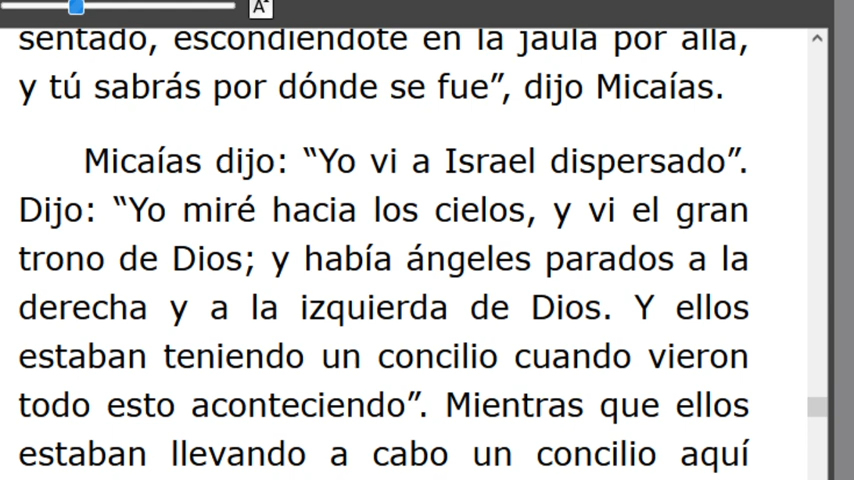 A
sentado, escondiéndote en la jaula por allá,
y tú sabrás por dónde se fue”, dijo Micaías.
Micaías dijo: “Yo vi a Israel dispersado”.
Dijo: “Yo miré hacia los cielos, y vi el gran
trono de Dios; y había ángeles parados a la
derecha y a la izquierda de Dios. Y ellos
estaban teniendo un concilio cuando vieron
todo esto aconteciendo”. Mientras que ellos
estaban llevando a cabo un concilio aquí